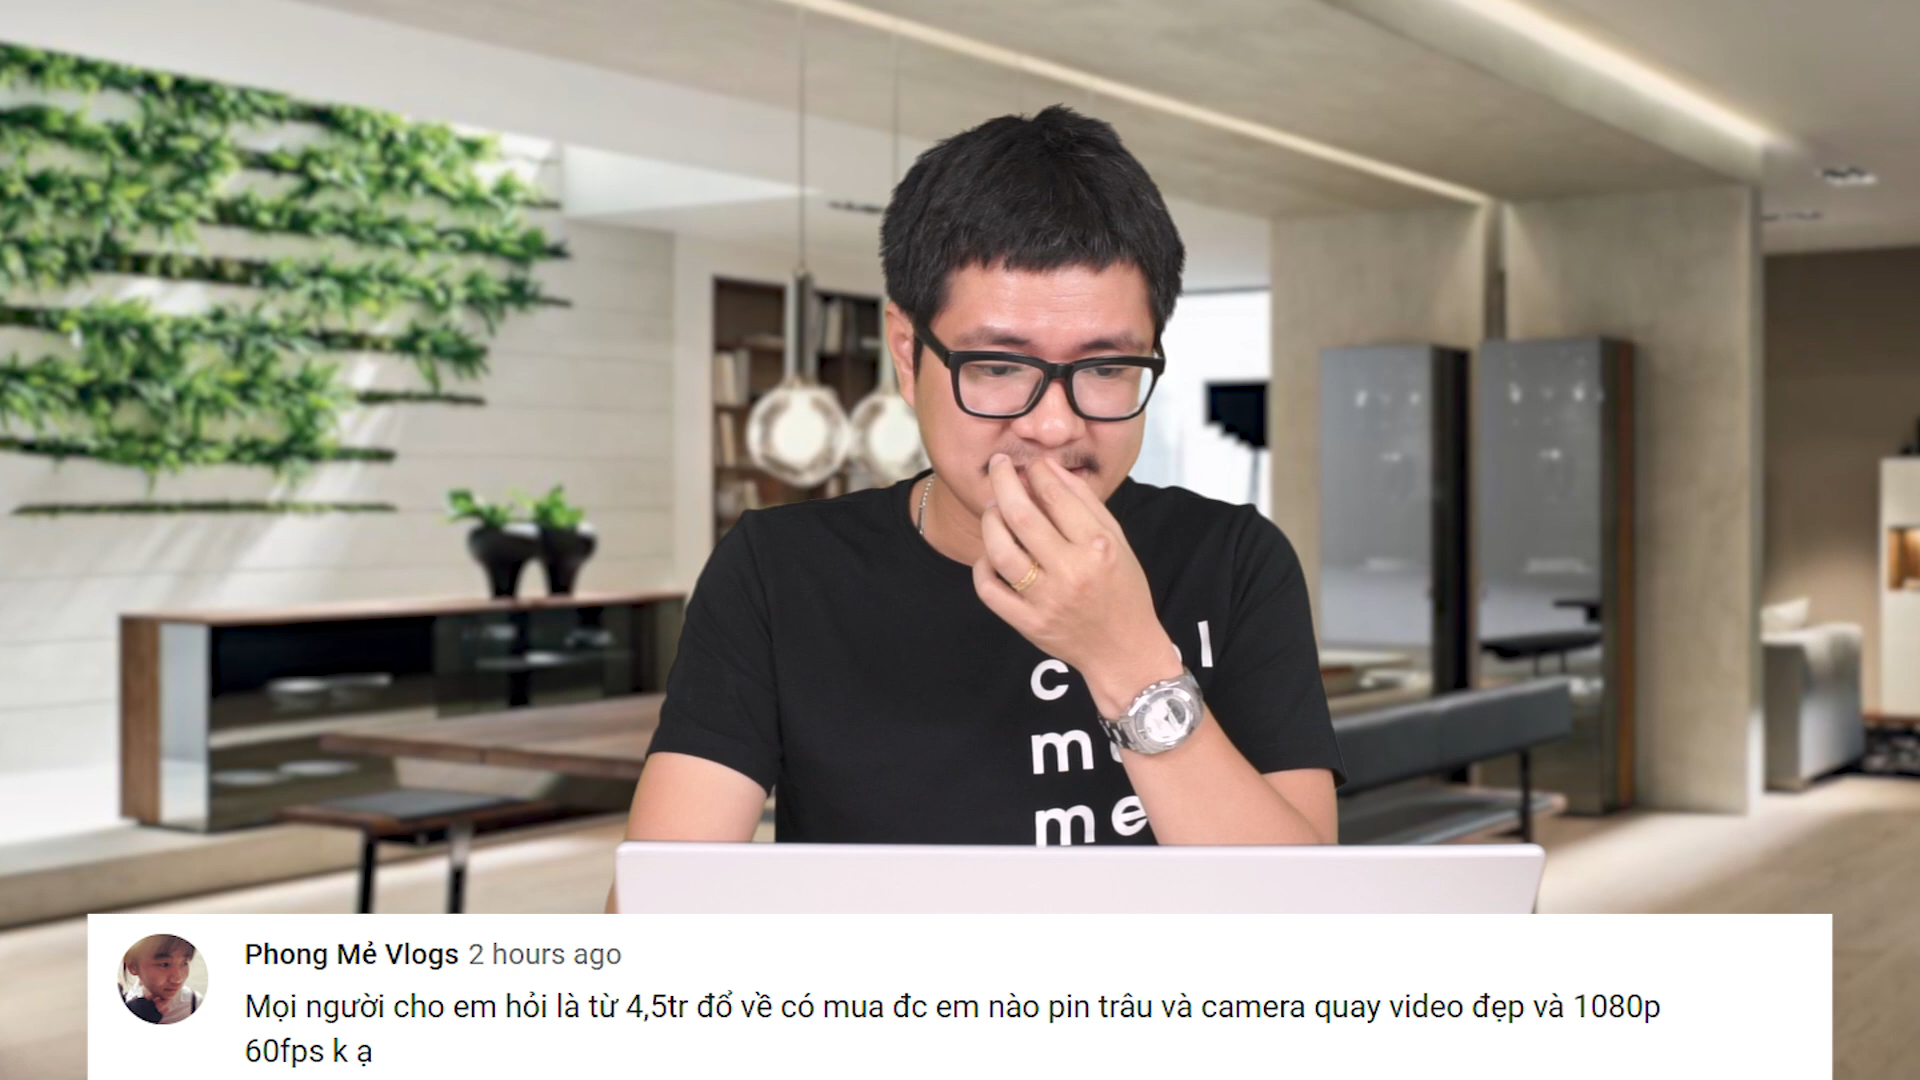 me
Phong Mẻ Vlogs 2 hours ago
Mọi người cho em hỏi là từ 4,5tr đổ về có mua đc em nào pin trâu và camera quay video đẹp và 1080p
60fps k ạ